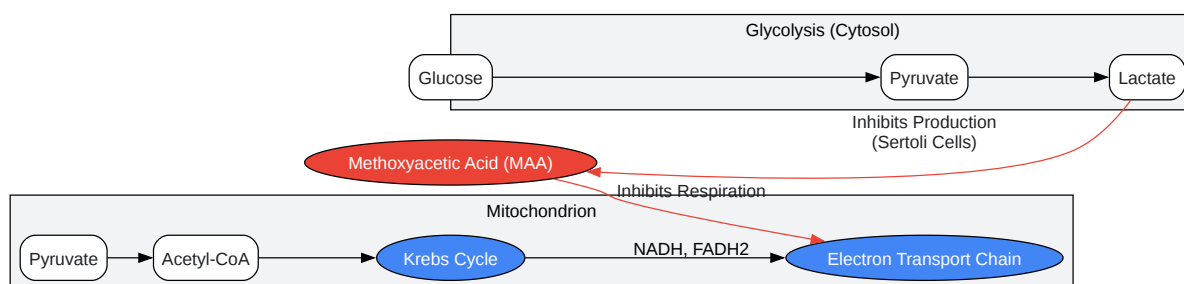 Glycolysis (Cytosol)
Glucose
Pyruvate
Lactate
Inhibits Production
(Sertoli Cells)
Methoxyacetic Acid (MAA)
Inhibits Respiration
Mitochondrion
Pyruvate
Acetyl-CoA
Krebs Cycle
NADH, FADH2
Electron Transport Chain